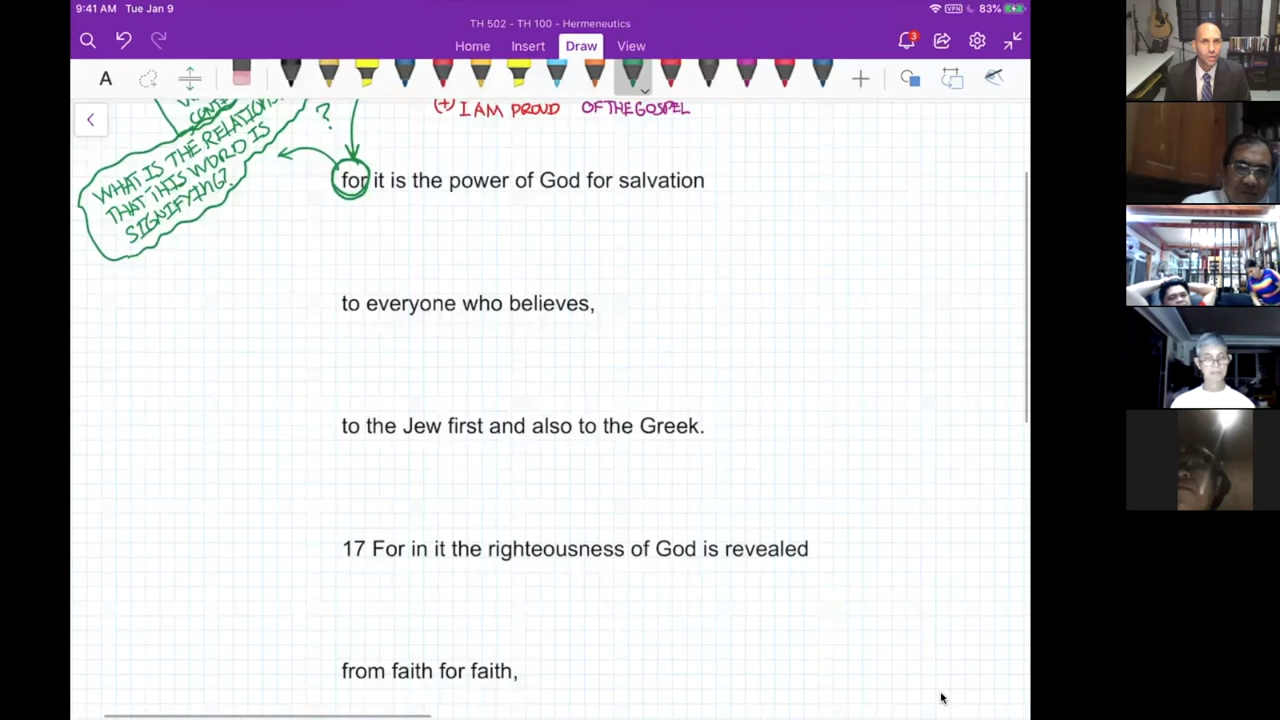 9:41 AM Tue Jan 9
VPN 83%
TH 502 - TH 100 - Hermeneutics
Home Insert Draw View
3
A
(+) I AM PROUD OF THE GOSPEL
?
WHAT IS THE RELATION
THAT THIS WORD IS
SIGNIFYING?
for it is the power of God for salvation
to everyone who believes,
to the Jew first and also to the Greek.
17 For in it the righteousness of God is revealed
from faith for faith,